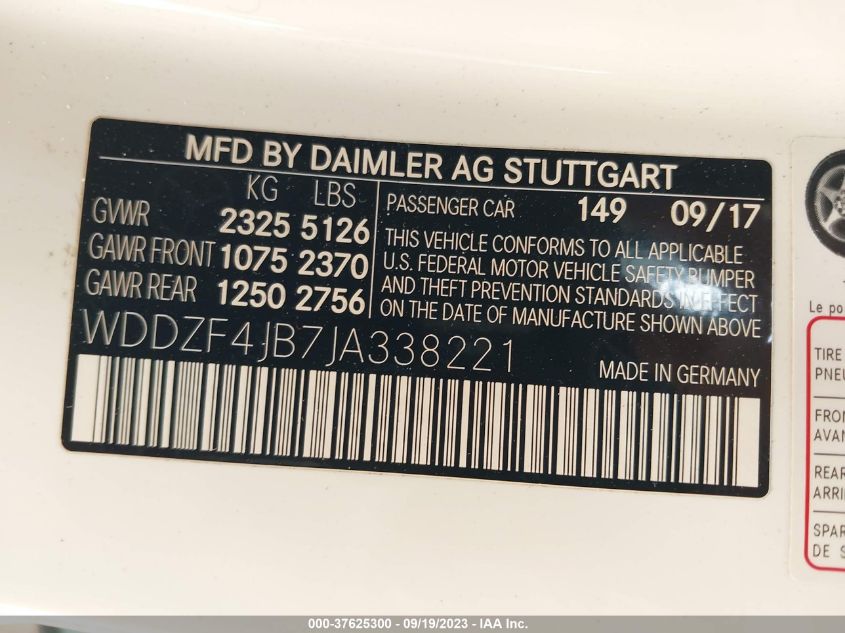 MFD BY DAIMLER AG STUTTGART
KG LBS
GVWR 2325 5126
GAWR FRONT 1075 2370
GAWR REAR 1250 2756
PASSENGER CAR 149 09/17
THIS VEHICLE CONFORMS TO ALL APPLICABLE
U.S. FEDERAL MOTOR VEHICLE SAFETY BUMPER
AND THEFT PREVENTION STANDARDS IN EFFECT
ON THE DATE OF MANUFACTURE SHOWN ABOVE
WDDZF4JB7JA338221
MADE IN GERMANY
Le po
TIRE
PNEU
FRON
AVAN
REAR
ARRI
SPAR
DE S
000-37625300 - 09/19/2023 - IAA Inc.